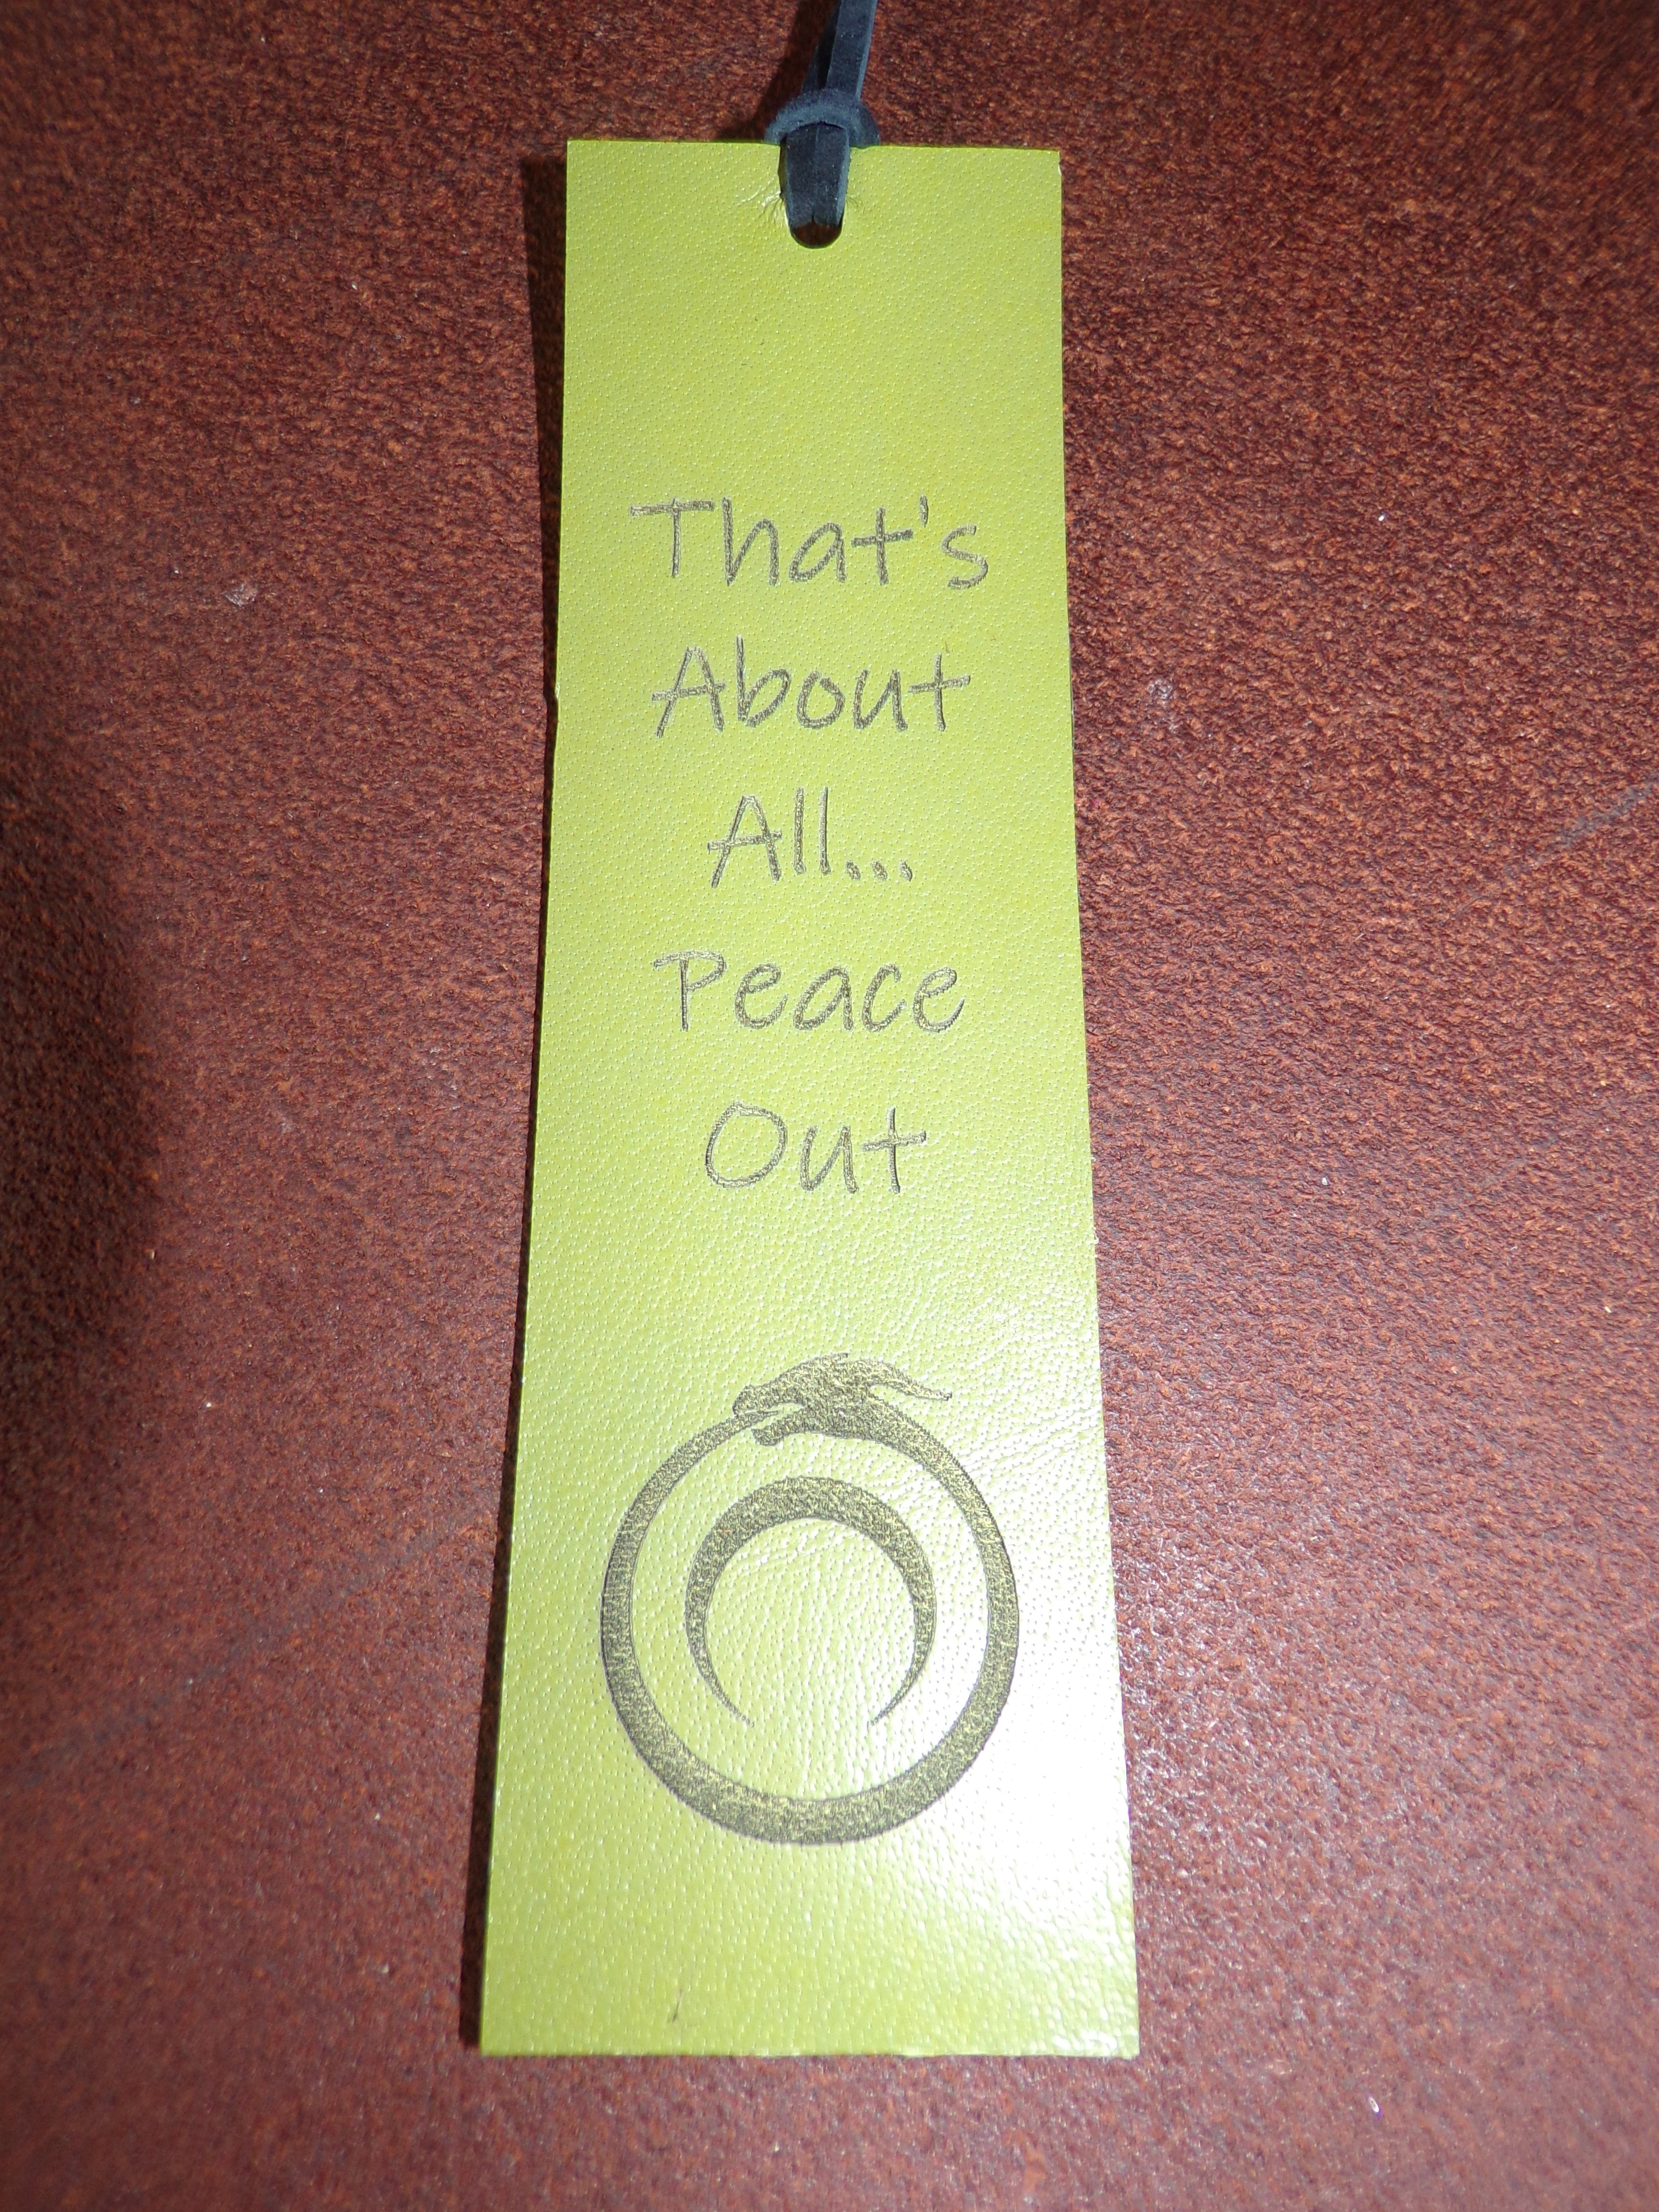 That's
About
All...
Peace
Out